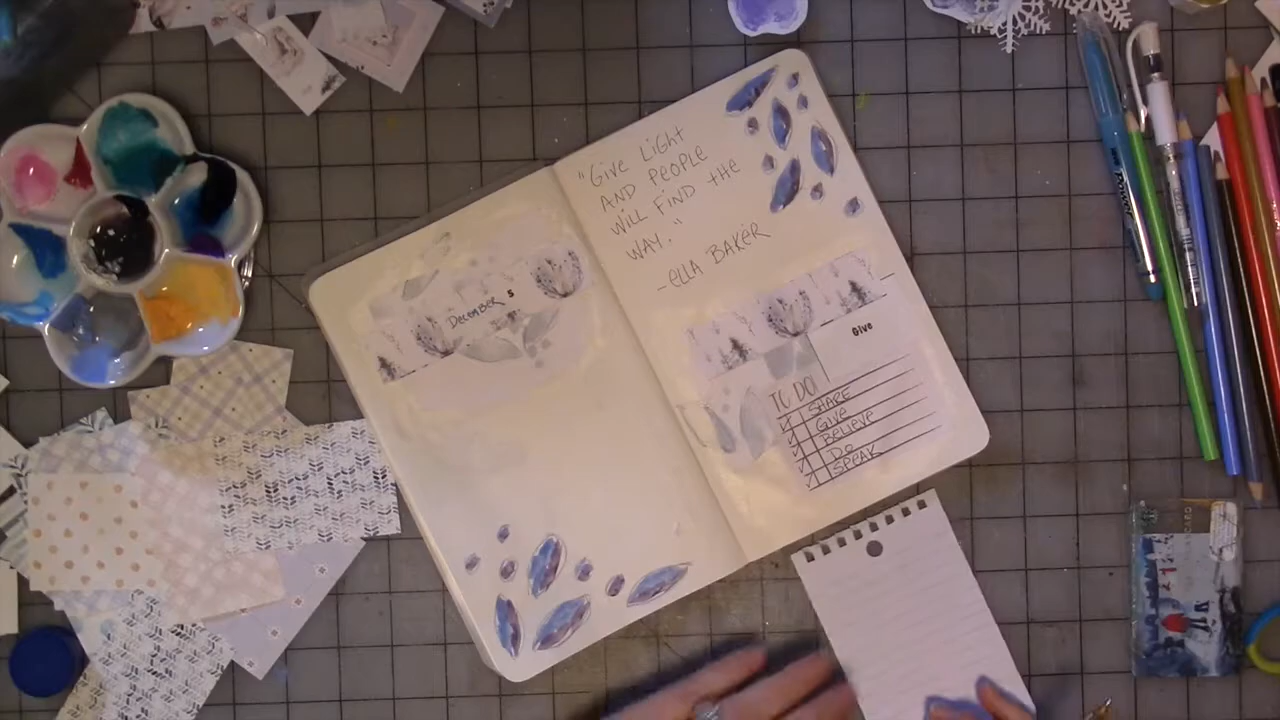 December 5
"Give Light
AND PEOPLE
WILL FIND THE
WAY."
-ELLA BAKER
Give
TO DO
SHARE
GIVE
BELIEVE
DO
SPEAK